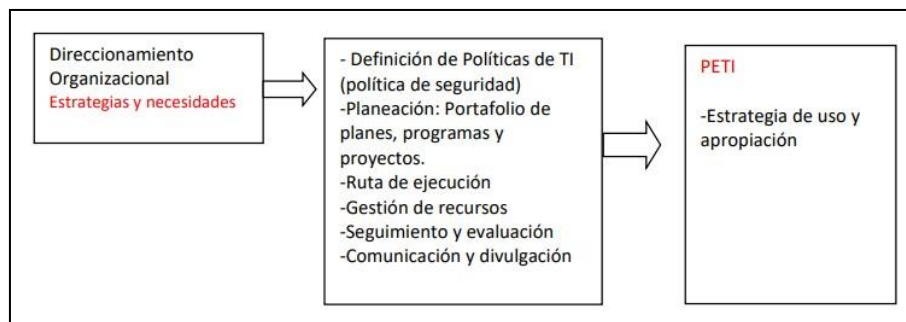 Direccionamiento
Organizacional
Estrategias y necesidades
- Definición de Políticas de TI
(política de seguridad)
-Planeación: Portafolio de
planes, programas y
proyectos.
-Ruta de ejecución
-Gestión de recursos
-Seguimiento y evaluación
-Comunicación y divulgación
PETI
-Estrategia de uso y
apropiación